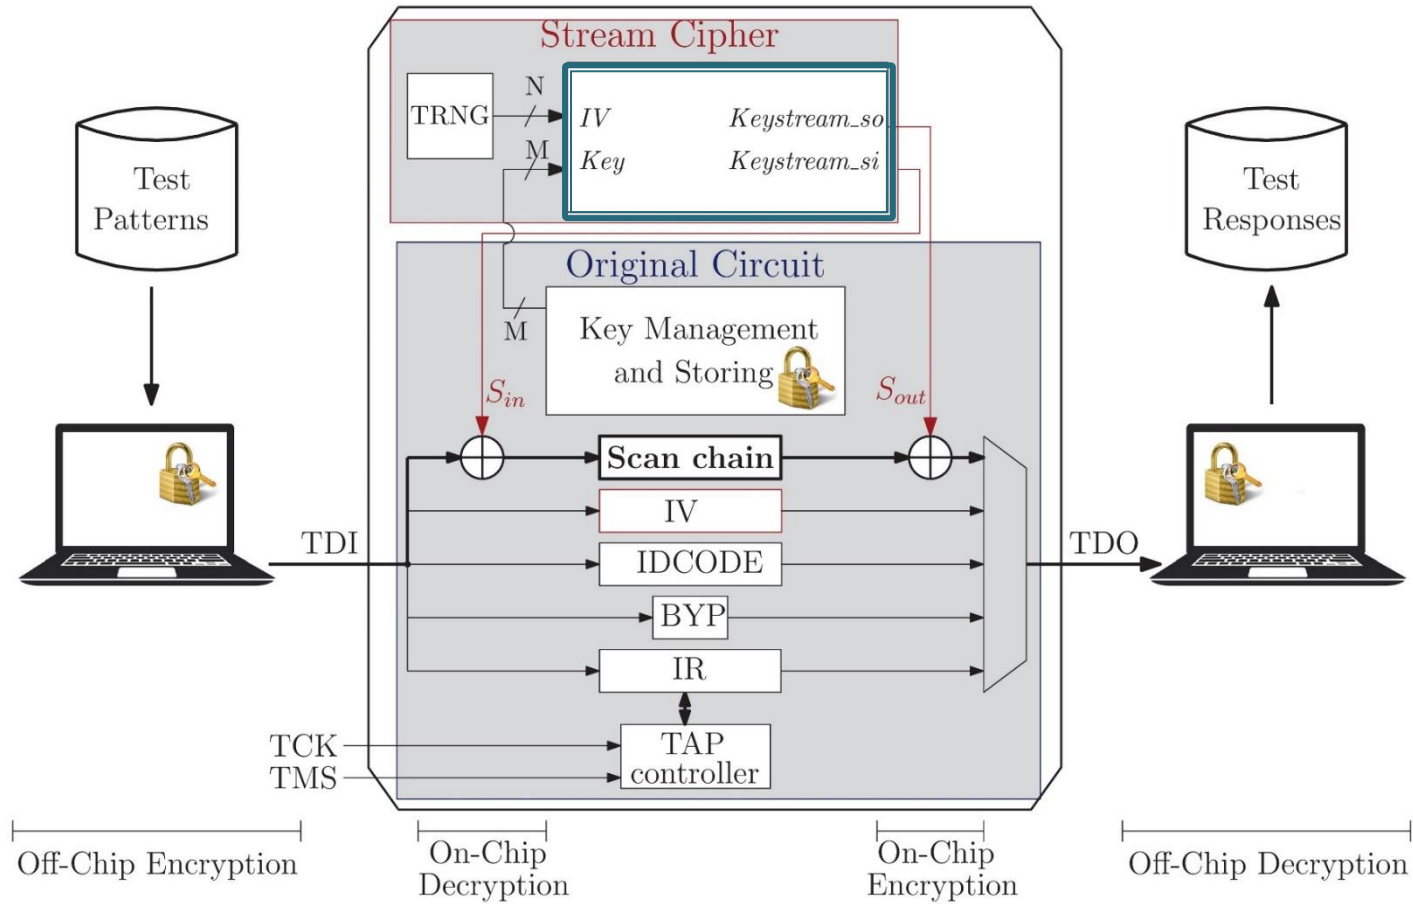 Stream Cipher
TRNG
N
M
IV
Key
Keystream_so
Keystream_si
Test
Patterns
Test
Responses
Original Circuit
M
Key Management
and Storing
S_in
S_out
Scan chain
IV
TDI
IDCODE
TDO
BYP
IR
TCK
TMS
TAP
controller
Off-Chip Encryption
On-Chip
Decryption
On-Chip
Encryption
Off-Chip Decryption